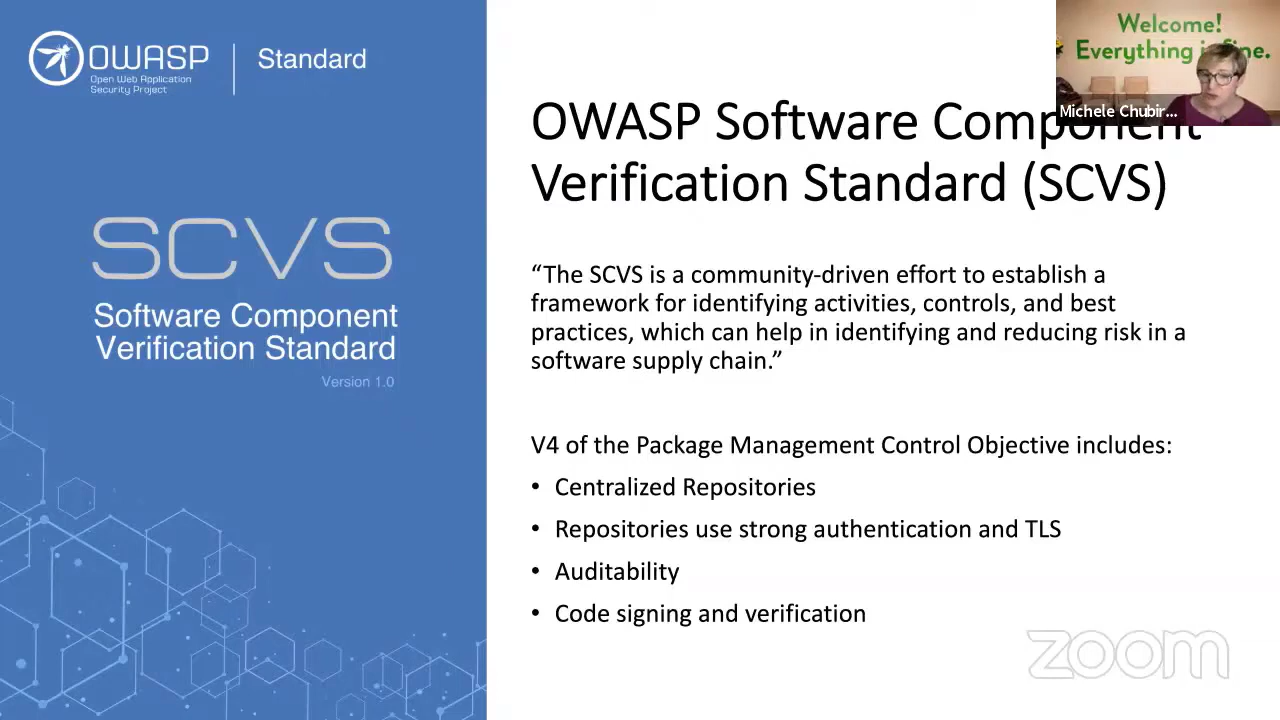 OWASP
Open Web Application
Security Project
Standard
SCVS
Software Component
Verification Standard
Version 1.0
Welcome!
Everything is fine.
Michele Chubir...
OWASP Software Component
Verification Standard (SCVS)
“The SCVS is a community-driven effort to establish a
framework for identifying activities, controls, and best
practices, which can help in identifying and reducing risk in a
software supply chain.”
V4 of the Package Management Control Objective includes:
• Centralized Repositories
• Repositories use strong authentication and TLS
• Auditability
• Code signing and verification
zoom